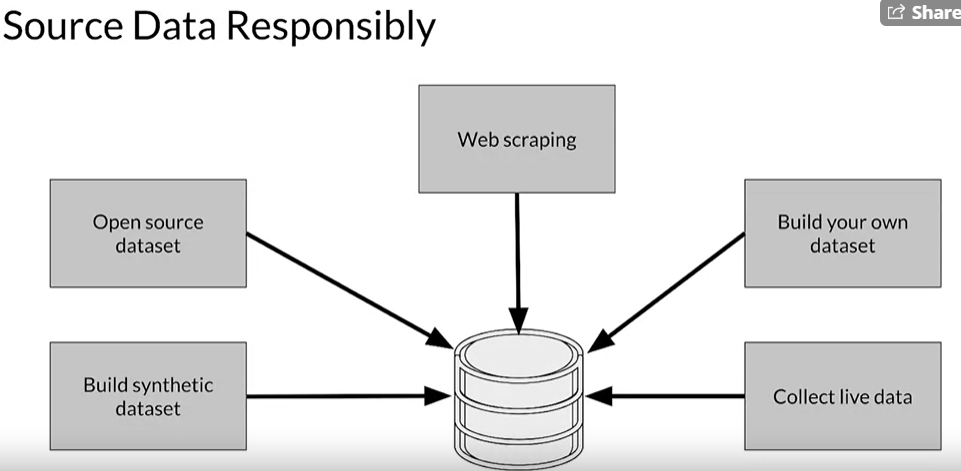 Source Data Responsibly
Share
Web scraping
Open source
dataset
Build your own
dataset
Build synthetic
dataset
Collect live data